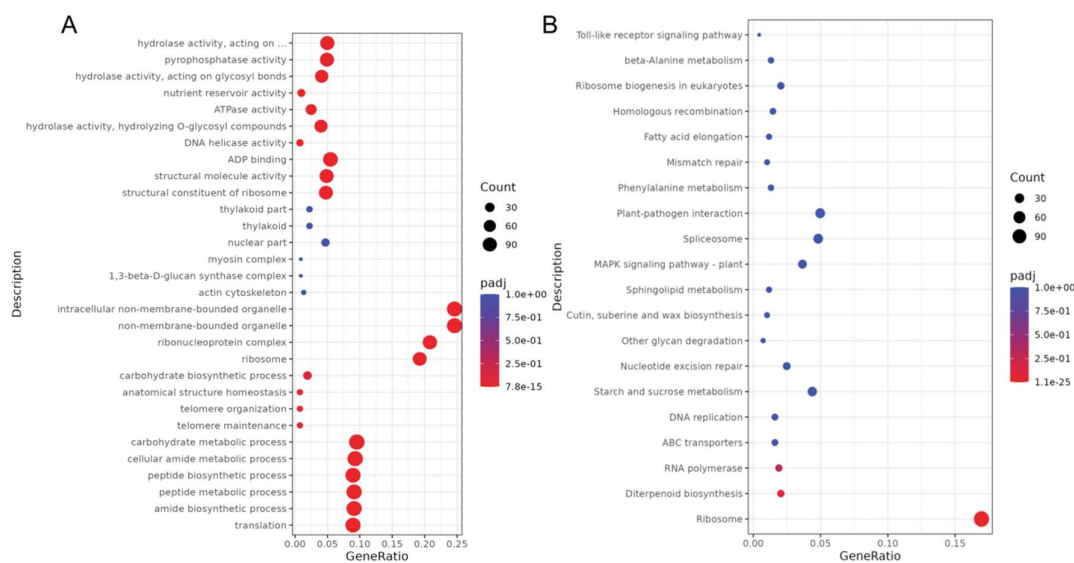 A
Description
hydrolase activity, acting on ...
pyrophosphatase activity
hydrolase activity, acting on glycosyl bonds
nutrient reservoir activity
ATPase activity
hydrolase activity, hydrolyzing O-glycosyl compounds
DNA helicase activity
ADP binding
structural molecule activity
structural constituent of ribosome
thylakoid part
thylakoid
nuclear part
myosin complex
1,3-beta-D-glucan synthase complex
actin cytoskeleton
intracellular non-membrane-bounded organelle
non-membrane-bounded organelle
ribonucleoprotein complex
ribosome
carbohydrate biosynthetic process
anatomical structure homeostasis
telomere organization
telomere maintenance
carbohydrate metabolic process
cellular amide metabolic process
peptide biosynthetic process
peptide metabolic process
amide biosynthetic process
translation
0.00 0.05 0.10 0.15 0.20 0.25
GeneRatio
Count
30
60
90
padj
1.0e+00
7.5e-01
5.0e-01
2.5e-01
7.8e-15
B
Description
Toll-like receptor signaling pathway
beta-Alanine metabolism
Ribosome biogenesis in eukaryotes
Homologous recombination
Fatty acid elongation
Mismatch repair
Phenylalanine metabolism
Plant-pathogen interaction
Spliceosome
MAPK signaling pathway - plant
Sphingolipid metabolism
Cutin, suberine and wax biosynthesis
Other glycan degradation
Nucleotide excision repair
Starch and sucrose metabolism
DNA replication
ABC transporters
RNA polymerase
Diterpenoid biosynthesis
Ribosome
0.00 0.05 0.10 0.15
GeneRatio
Count
30
60
90
padj
1.0e+00
7.5e-01
5.0e-01
2.5e-01
1.1e-25